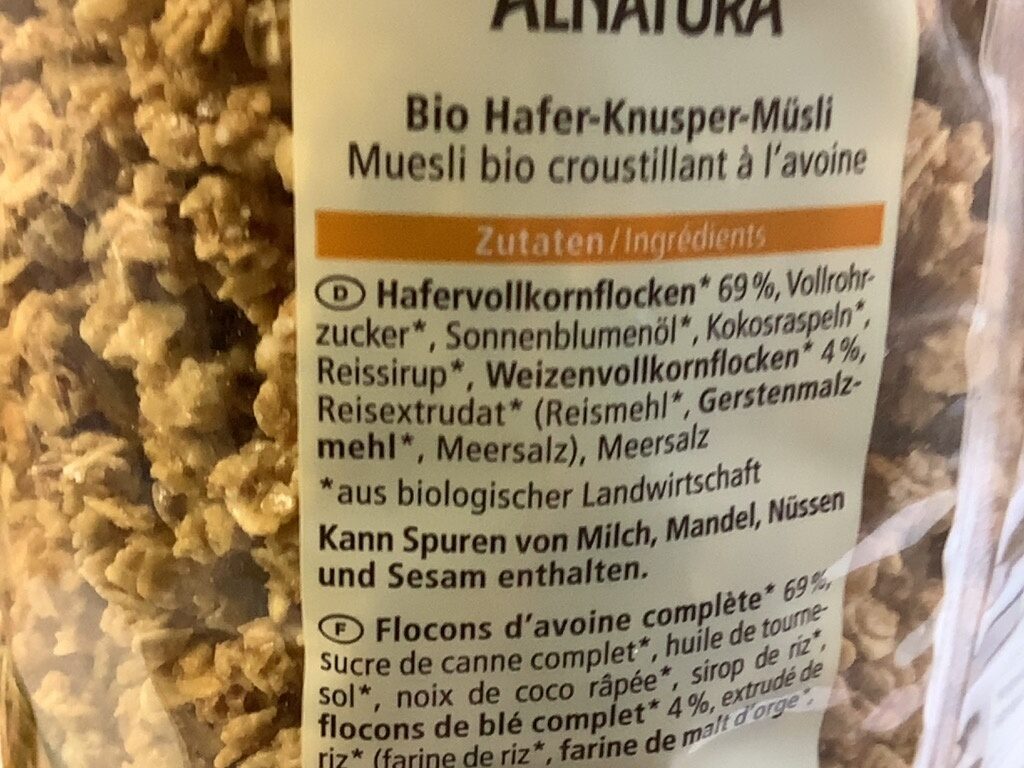 ALNATURA
Bio Hafer-Knusper-Müsli
Muesli bio croustillant à l'avoine
Zutaten/Ingrédients
D Hafervollkornflocken* 69%, Vollrohr-
zucker*, Sonnenblumenöl*, Kokosraspeln*,
Reissirup*, Weizenvollkornflocken* 4%,
Reisextrudat* (Reismehl*, Gerstenmalz-
mehl*, Meersalz), Meersalz
*aus biologischer Landwirtschaft
Kann Spuren von Milch, Mandel, Nüssen
und Sesam enthalten.
F Flocons d'avoine complète* 69%,
sucre de canne complet*, huile de tourne-
sol*, noix de coco râpée*, sirop de riz*,
flocons de blé complet* 4%, extrudé de
riz* (farine de riz*, farine de malt d'orge*,